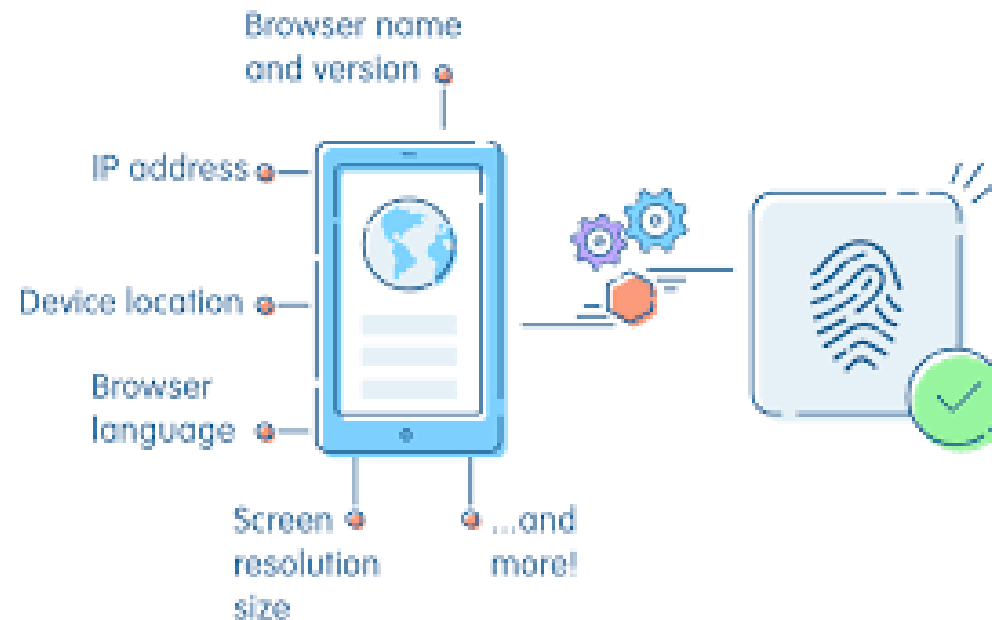 Browser name
and version
IP address
Device location
Browser
language
Screen
resolution
size
...and
more!